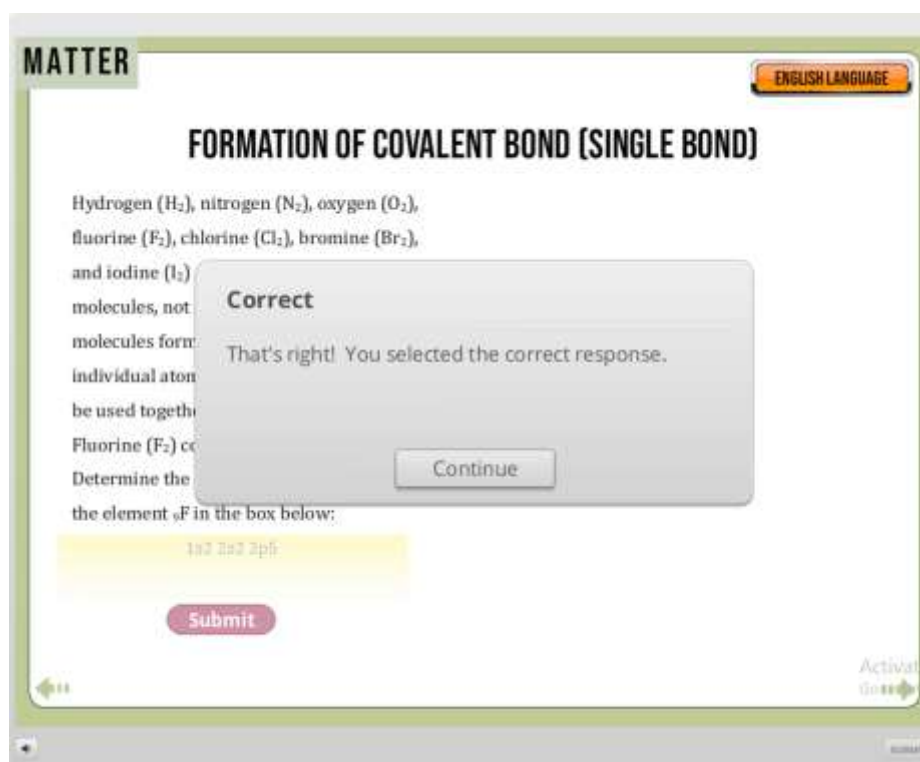 MATTER
ENGLISH LANGUAGE
FORMATION OF COVALENT BOND (SINGLE BOND)
Hydrogen (H₂), nitrogen (N₂), oxygen (O₂),
fluorine (F₂), chlorine (Cl₂), bromine (Br₂),
and iodine (I₂)
molecules, not
molecules form
individual atom
be used togethe
Fluorine (F₂) co
Determine the
the element ₉F in the box below:
Correct
That's right! You selected the correct response.
Continue
1s2 2s2 2p5
Submit
Activat